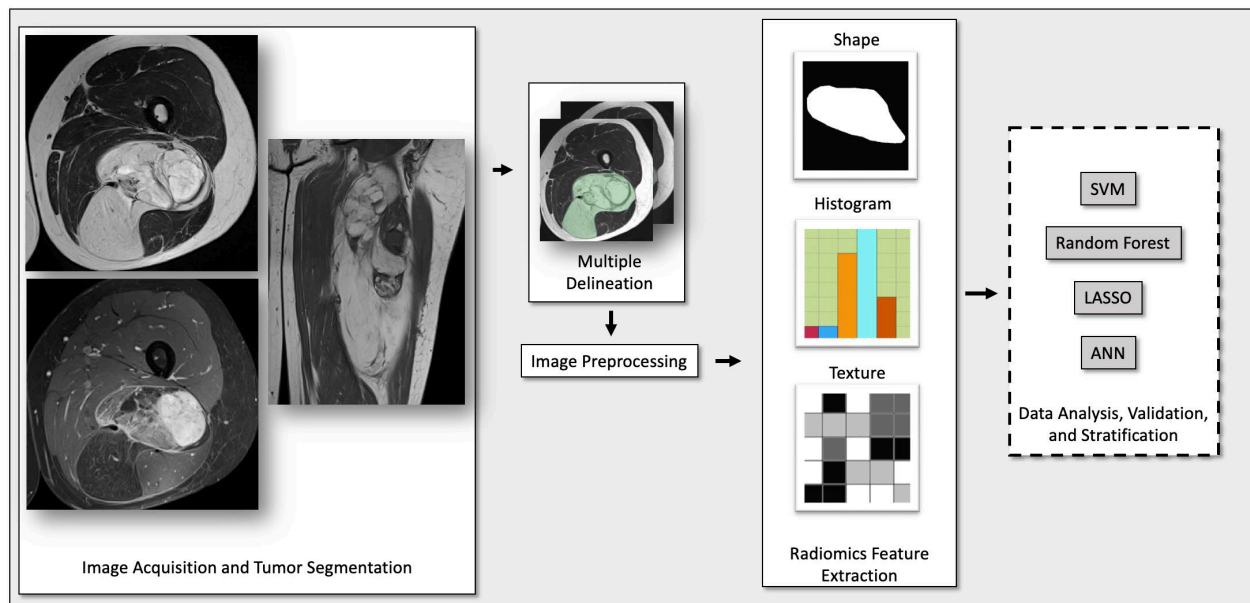 Image Acquisition and Tumor Segmentation
Multiple
Delineation
Image Preprocessing
Shape
Histogram
Texture
Radiomics Feature
Extraction
SVM
Random Forest
LASSO
ANN
Data Analysis, Validation,
and Stratification